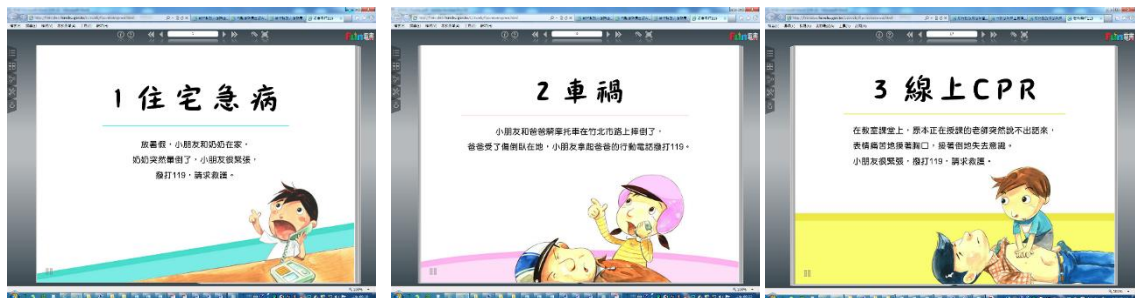 1 住宅急病
放暑假，小朋友和奶奶在家，
奶奶突然暈倒了，小朋友很緊張，
撥打119，請求救護。
2 車禍
小朋友和爸爸騎摩托車在竹北市路上摔倒了，
爸爸受了傷倒臥在地，小朋友拿起爸爸的行動電話撥打119。
3 線上CPR
在教室課堂上，原本正在授課的老師突然說不出話來，
表情痛苦地摸著胸口，接著倒地失去意識。
小朋友很緊張，撥打119，請求救護。